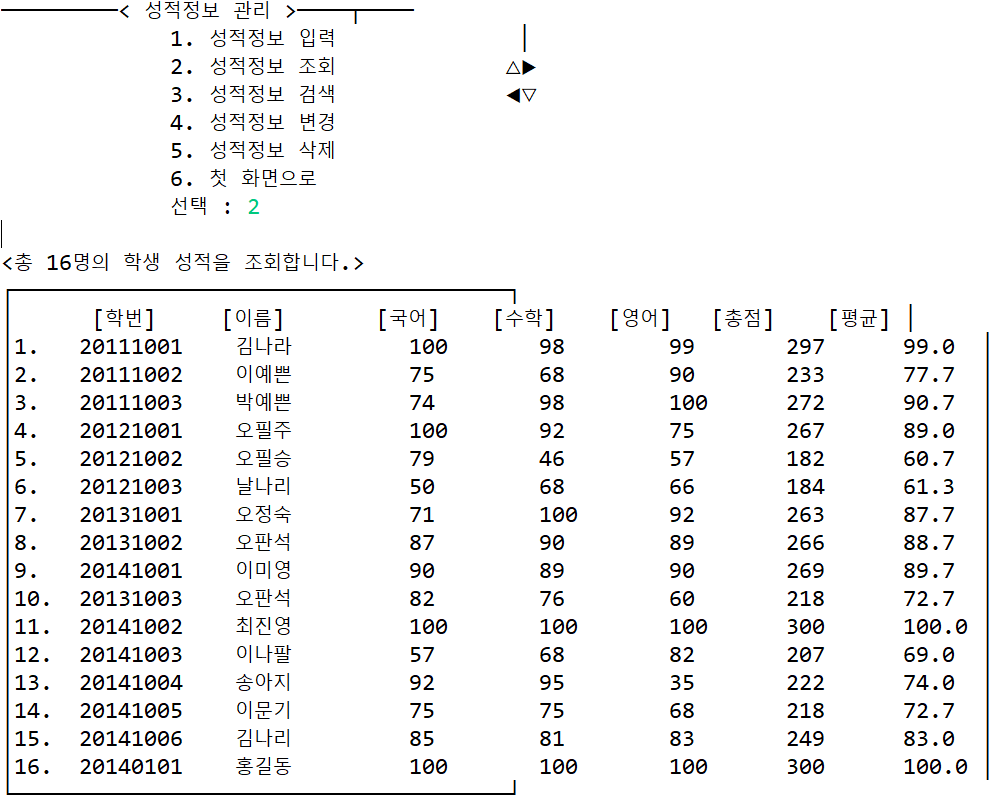 < 성적정보 관리 >
1. 성적정보 입력
2. 성적정보 조회
3. 성적정보 검색
4. 성적정보 변경
5. 성적정보 삭제
6. 첫 화면으로
선택 : 2
△▶
◀▽
<총 16명의 학생 성적을 조회합니다.>
[학번] [이름] [국어] [수학] [영어] [총점] [평균]
1. 20111001 김나라 100 98 99 297 99.0
2. 20111002 이예쁜 75 68 90 233 77.7
3. 20111003 박예쁜 74 98 100 272 90.7
4. 20121001 오필주 100 92 75 267 89.0
5. 20121002 오필승 79 46 57 182 60.7
6. 20121003 날나리 50 68 66 184 61.3
7. 20131001 오정숙 71 100 92 263 87.7
8. 20131002 오판석 87 90 89 266 88.7
9. 20141001 이미영 90 89 90 269 89.7
10. 20131003 오판석 82 76 60 218 72.7
11. 20141002 최진영 100 100 100 300 100.0
12. 20141003 이나팔 57 68 82 207 69.0
13. 20141004 송아지 92 95 35 222 74.0
14. 20141005 이문기 75 75 68 218 72.7
15. 20141006 김나리 85 81 83 249 83.0
16. 20140101 홍길동 100 100 100 300 100.0